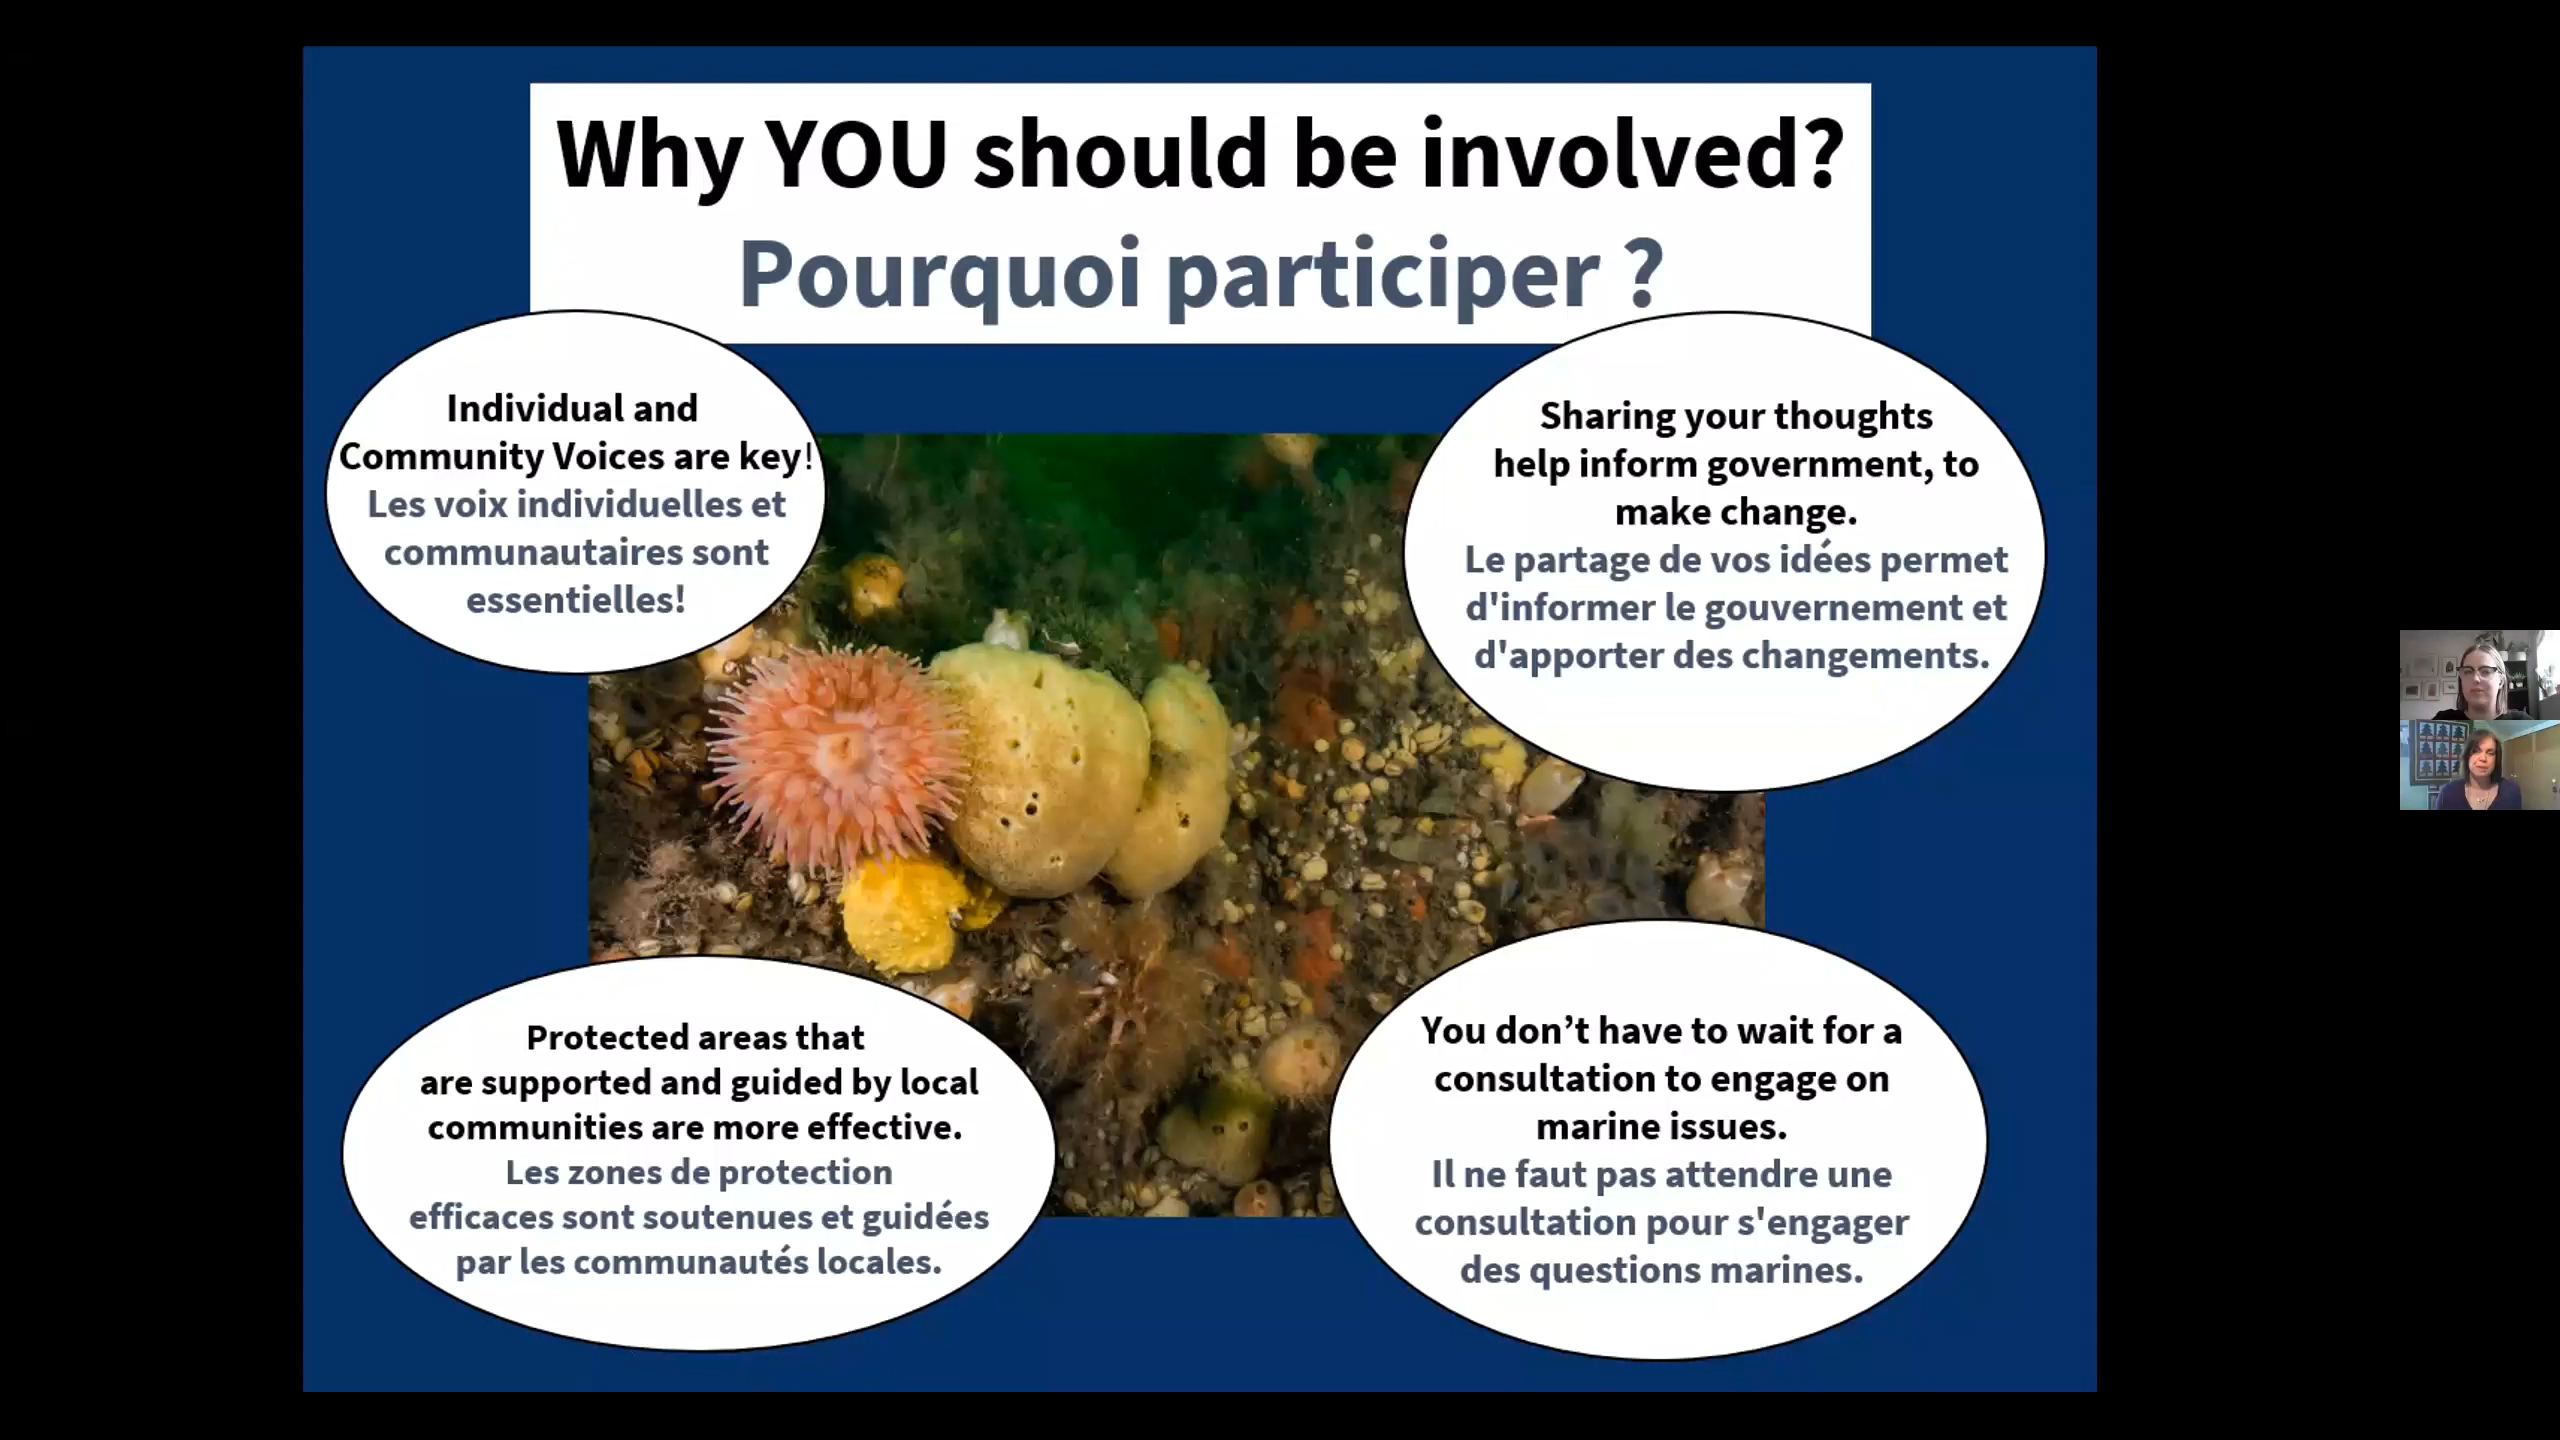 Why YOU should be involved?
Pourquoi participer ?
Individual and
Community Voices are key!
Les voix individuelles et
communautaires sont
essentielles!
Sharing your thoughts
help inform government, to
make change.
Le partage de vos idées permet
d'informer le gouvernement et
d'apporter des changements.
Protected areas that
are supported and guided by local
communities are more effective.
Les zones de protection
efficaces sont soutenues et guidées
par les communautés locales.
You don’t have to wait for a
consultation to engage on
marine issues.
Il ne faut pas attendre une
consultation pour s'engager
des questions marines.